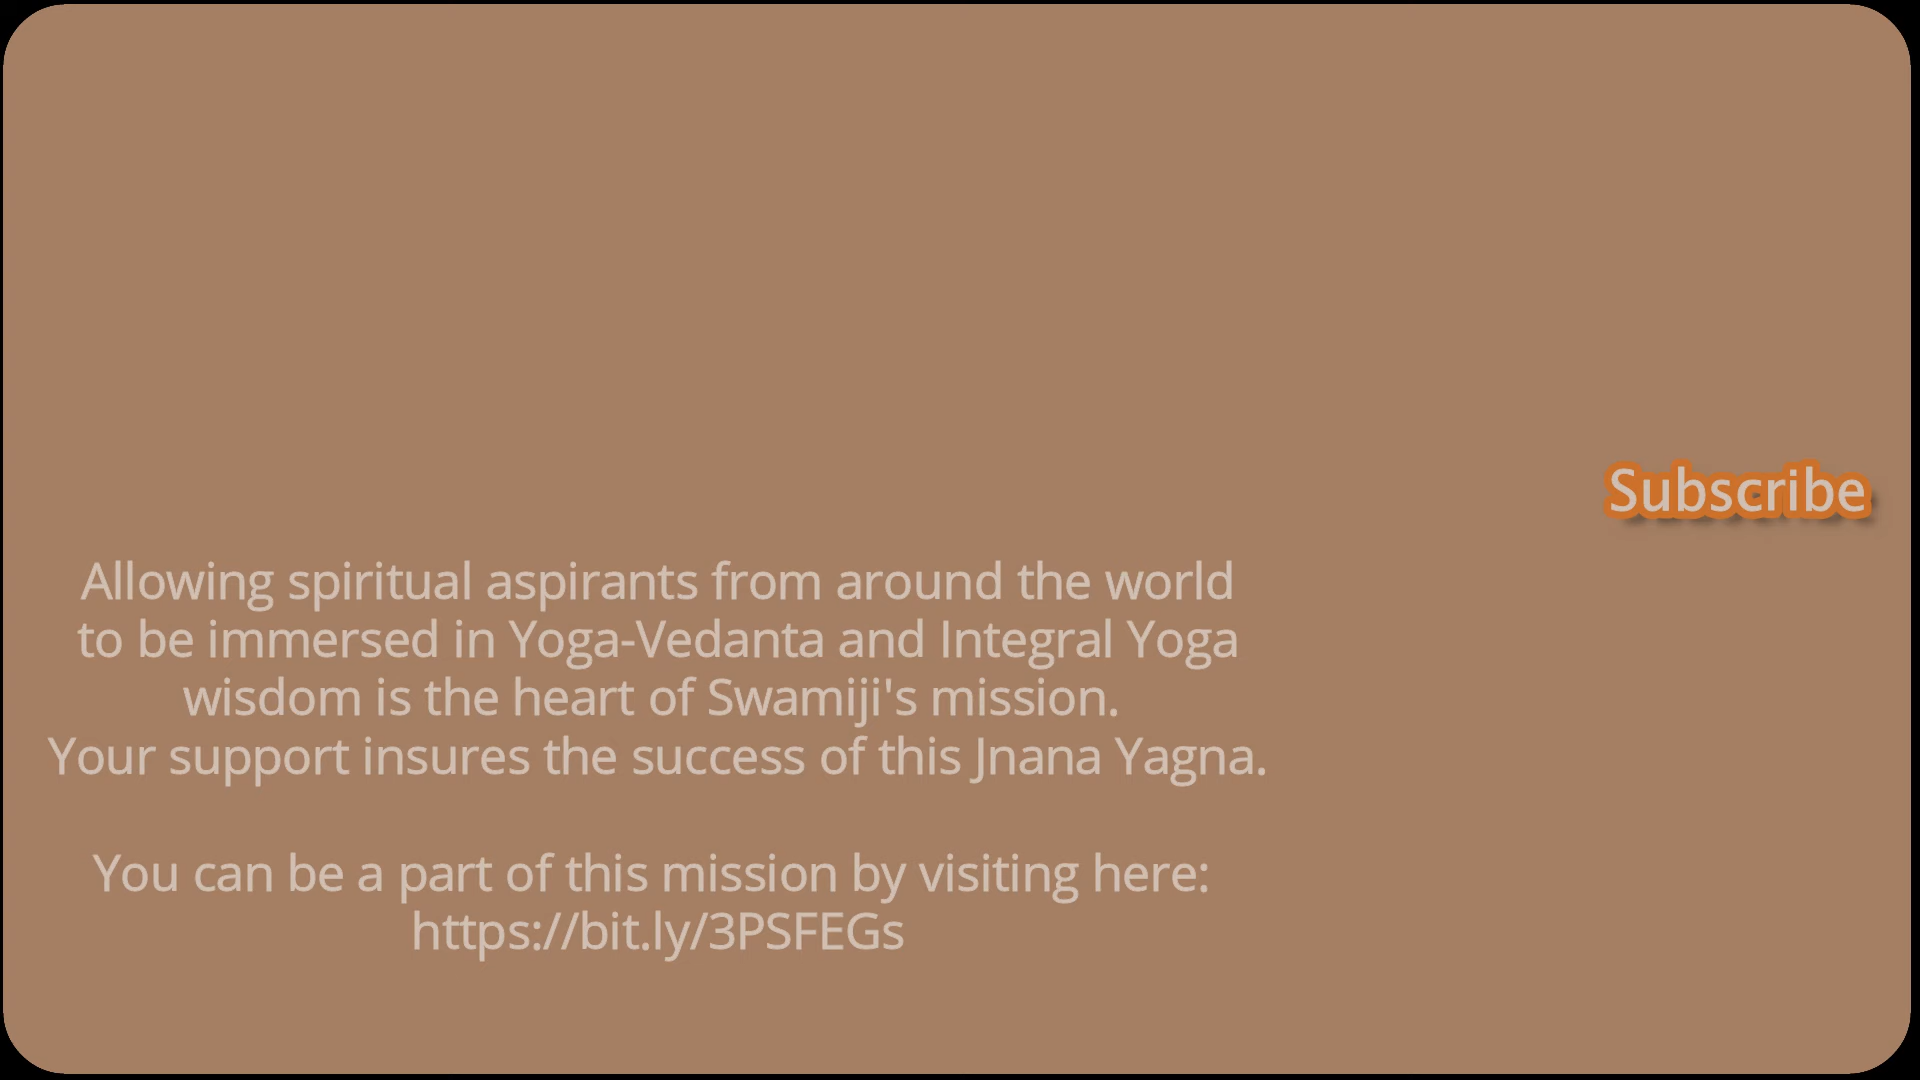 Subscribe
Allowing spiritual aspirants from around the world
to be immersed in Yoga-Vedanta and Integral Yoga
wisdom is the heart of Swamiji's mission.
Your support insures the success of this Jnana Yagna.
You can be a part of this mission by visiting here:
https://bit.ly/3PSFEGs